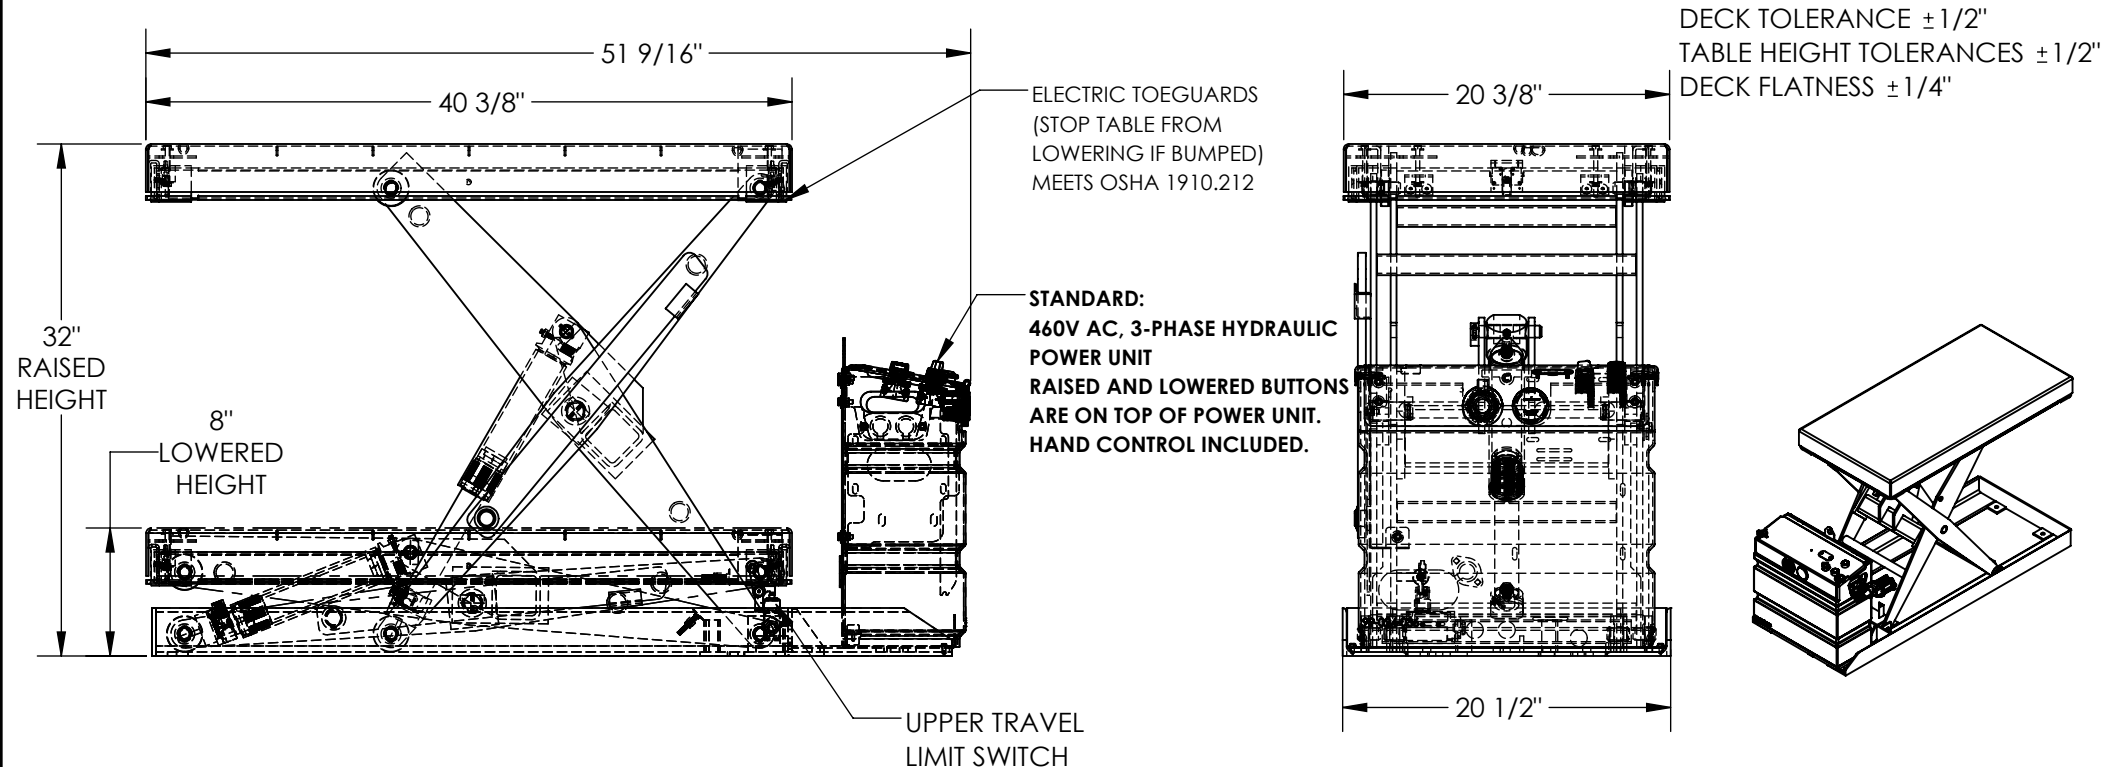 DECK TOLERANCE ±1/2"
TABLE HEIGHT TOLERANCES ±1/2"
DECK FLATNESS ±1/4"
51 9/16"
40 3/8"
ELECTRIC TOEGUARDS
(STOP TABLE FROM
LOWERING IF BUMPED)
MEETS OSHA 1910.212
20 3/8"
STANDARD:
460V AC, 3-PHASE HYDRAULIC
POWER UNIT
RAISED AND LOWERED BUTTONS
ARE ON TOP OF POWER UNIT.
HAND CONTROL INCLUDED.
32"
RAISED
HEIGHT
8"
LOWERED
HEIGHT
UPPER TRAVEL
LIMIT SWITCH
20 1/2"